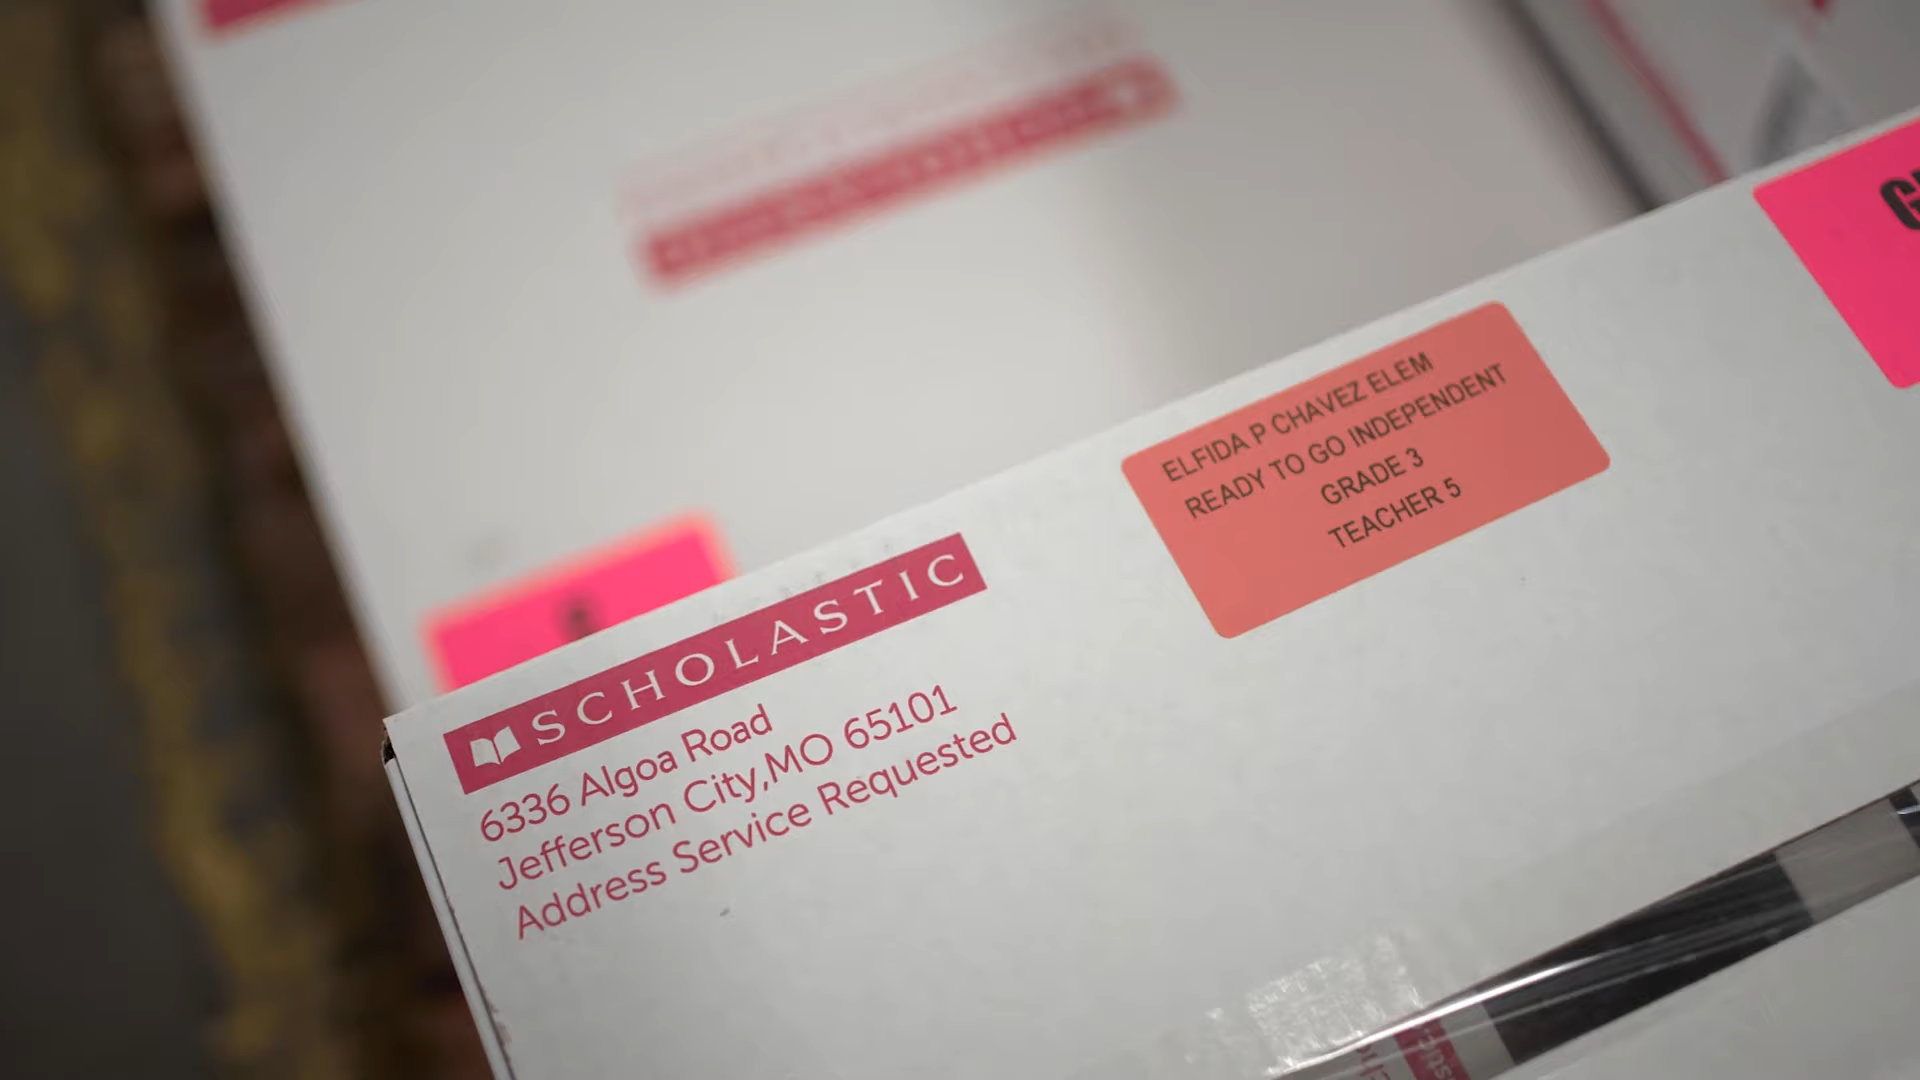 SCHOLASTIC
6336 Algoa Road
Jefferson City,MO 65101
Address Service Requested
ELFIDA P CHAVEZ ELEM
READY TO GO INDEPENDENT
GRADE 3
TEACHER 5